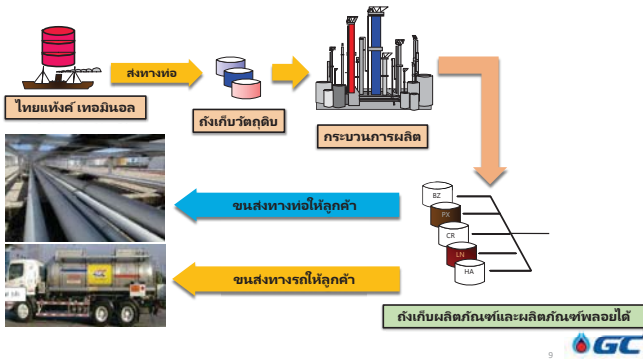 ส่งทางท่อ
ไทยแท้งค์ เทอมินอล
ถังเก็บวัตถุดิบ
กระบวนการผลิต
ขนส่งทางท่อให้ลูกค้า
ขนส่งทางรถให้ลูกค้า
BZ
PX
CR
LN
HA
ถังเก็บผลิตภัณฑ์และผลิตภัณฑ์พลอยได้
9
GC